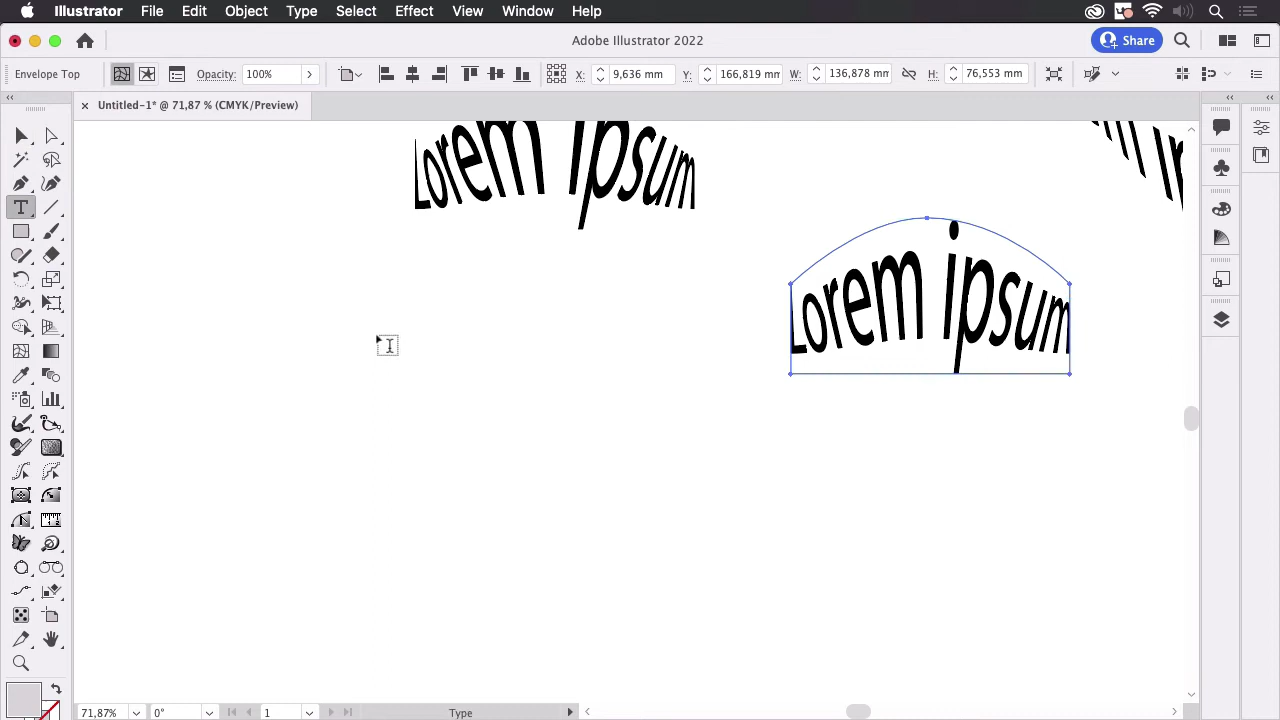 Illustrator File Edit Object Type Select Effect View Window Help
Adobe Illustrator 2022
Share
Envelope Top
Opacity: 100%
X: 9,636 mm
Y: 166,819 mm
W: 136,878 mm
H: 76,553 mm
Untitled-1* @ 71,87 % (CMYK/Preview)
Lorem ipsum
Lorem ipsum
71,87%
0°
1
Type